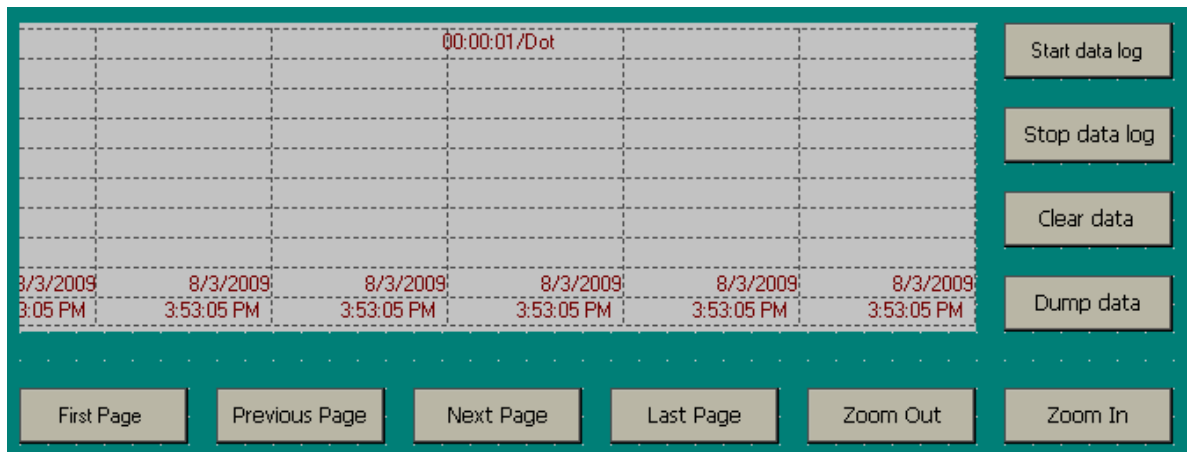 00:00:01/Dot
Start data log
Stop data log
Clear data
8/3/2009 8/3/2009 8/3/2009 8/3/2009 8/3/2009 8/3/2009
3:05 PM 3:53:05 PM 3:53:05 PM 3:53:05 PM 3:53:05 PM 3:53:05 PM
Dump data
First Page Previous Page Next Page Last Page Zoom Out Zoom In